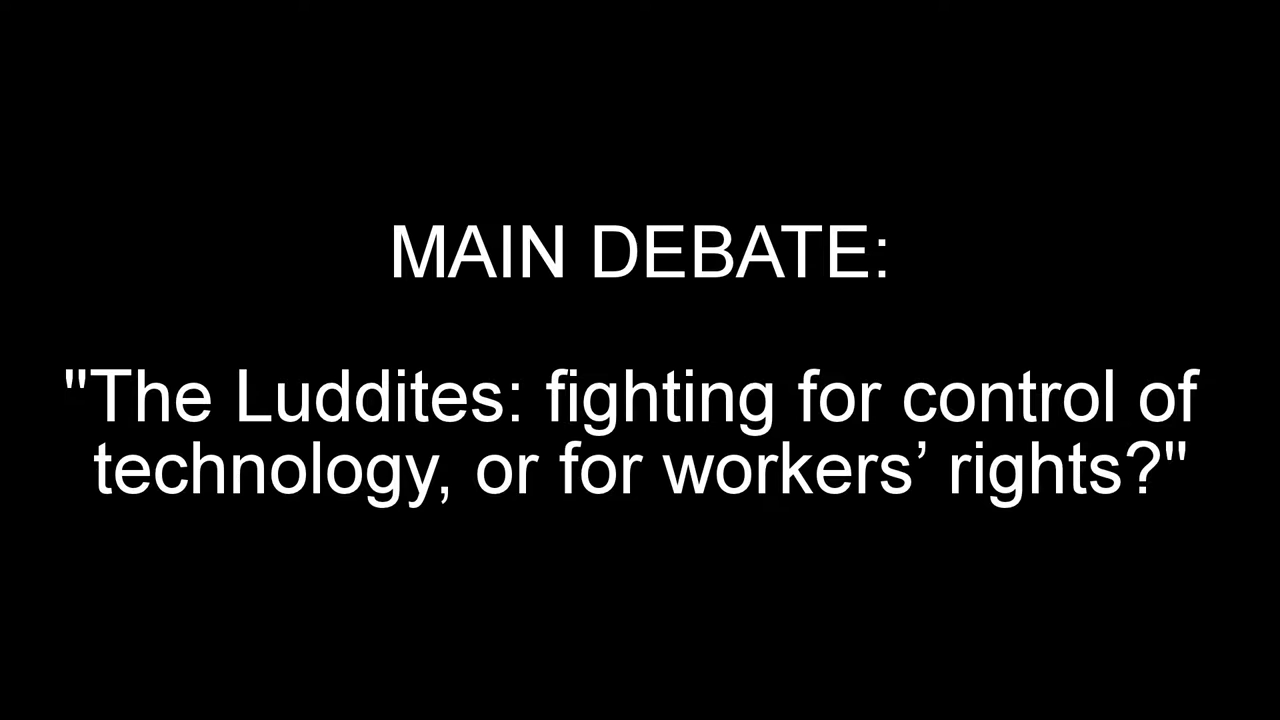 MAIN DEBATE:
"The Luddites: fighting for control of
technology, or for workers’ rights?"